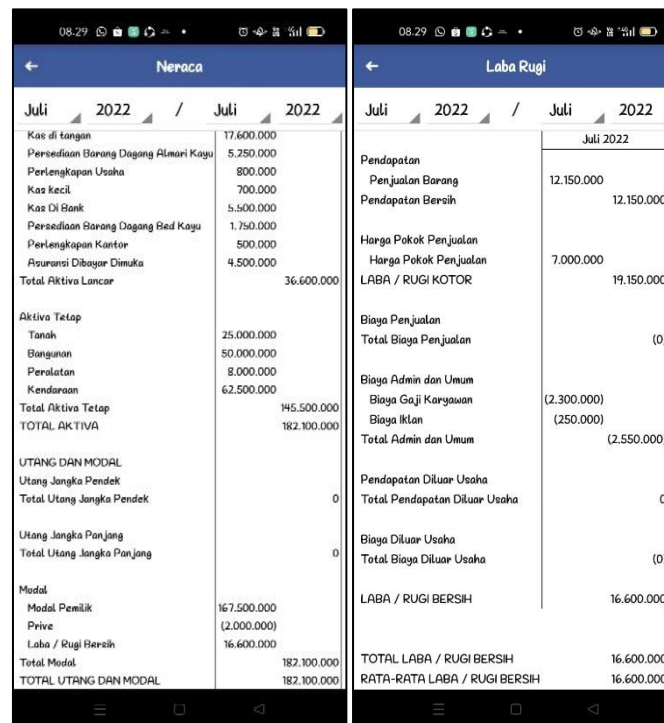 08.29
Neraca
Juli 2022 / Juli 2022
Kas di tangan 17.600.000
Persediaan Barang Dagang Almari Kayu 5.250.000
Perlengkapan Usaha 800.000
Kas kecil 700.000
Kas Di Bank 5.500.000
Persediaan Barang Dagang Bed Kayu 1.750.000
Perlengkapan Kantor 500.000
Asuransi Dibayar Dimuka 4.500.000
Total Aktiva Lancar 36.600.000
Aktiva Tetap
Tanah 25.000.000
Bangunan 50.000.000
Peralatan 8.000.000
Kendaraan 62.500.000
Total Aktiva Tetap 145.500.000
TOTAL AKTIVA 182.100.000
UTANG DAN MODAL
Utang Jangka Pendek
Total Utang Jangka Pendek 0
Utang Jangka Panjang
Total Utang Jangka Panjang 0
Modal
Modal Pemilik 167.500.000
Prive (2.000.000)
Laba / Rugi Bersih 16.600.000
Total Modal 182.100.000
TOTAL UTANG DAN MODAL 182.100.000
08.29
Laba Rugi
Juli 2022 / Juli 2022
Juli 2022
Pendapatan
Penjualan Barang 12.150.000
Pendapatan Bersih 12.150.000
Harga Pokok Penjualan
Harga Pokok Penjualan 7.000.000
LABA / RUGI KOTOR 19.150.000
Biaya Penjualan
Total Biaya Penjualan (0
Biaya Admin dan Umum
Biaya Gaji Karyawan (2.300.000)
Biaya Iklan (250.000)
Total Admin dan Umum (2.550.000
Pendapatan Diluar Usaha
Total Pendapatan Diluar Usaha 0
Biaya Diluar Usaha
Total Biaya Diluar Usaha (0
LABA / RUGI BERSIH 16.600.000
TOTAL LABA / RUGI BERSIH 16.600.000
RATA-RATA LABA / RUGI BERSIH 16.600.000